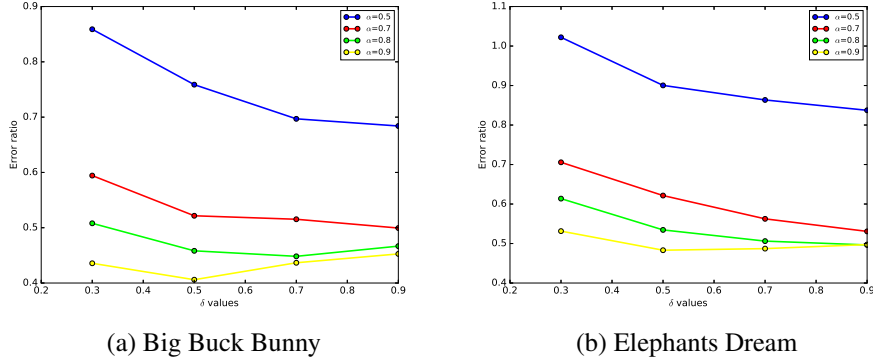 0.9
0.8
0.7
0.6
0.5
0.4
Error ratio
α=0.5
α=0.7
α=0.8
α=0.9
0.2 0.3 0.4 0.5 0.6 0.7 0.8 0.9
δ values
(a) Big Buck Bunny
1.1
1.0
0.9
0.8
0.7
0.6
0.5
0.4
Error ratio
α=0.5
α=0.7
α=0.8
α=0.9
0.2 0.3 0.4 0.5 0.6 0.7 0.8 0.9
δ values
(b) Elephants Dream